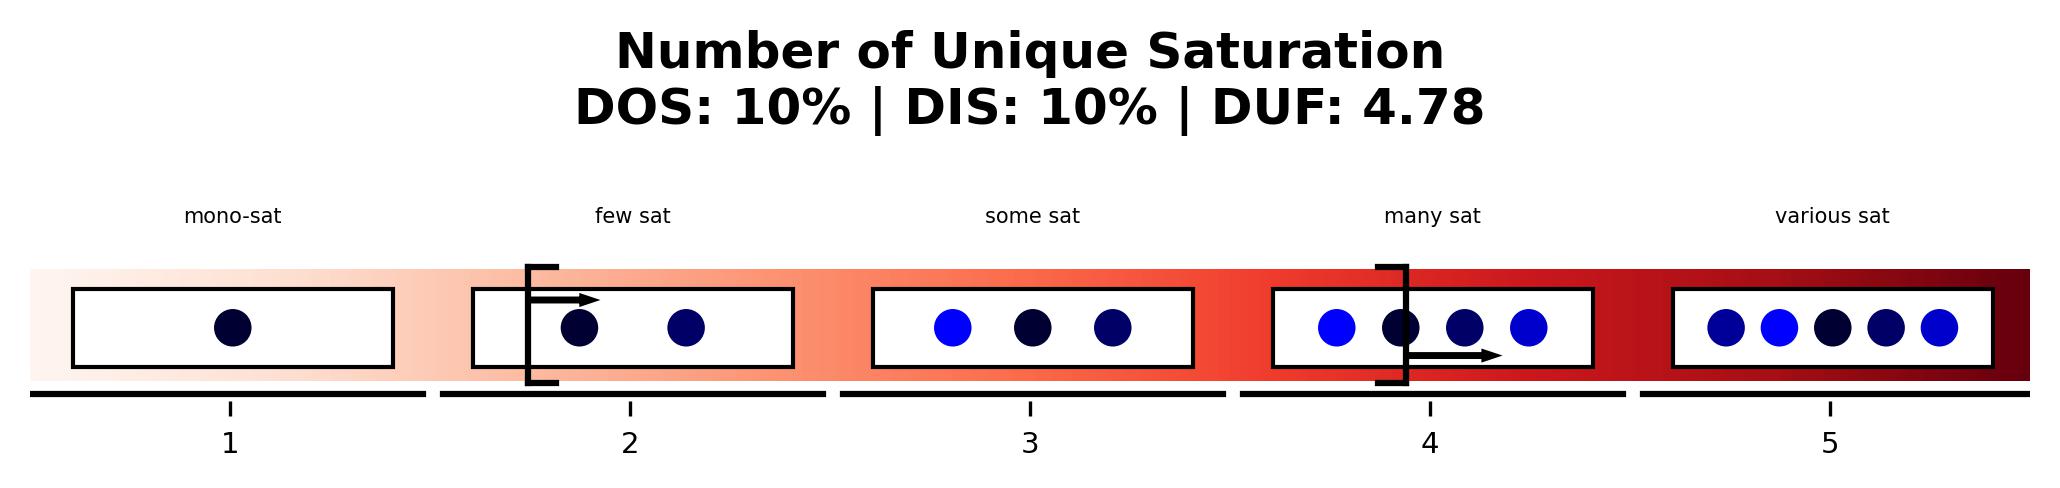 Number of Unique Saturation
DOS: 10% | DIS: 10% | DUF: 4.78
mono-sat few sat some sat many sat various sat
1 2 3 4 5